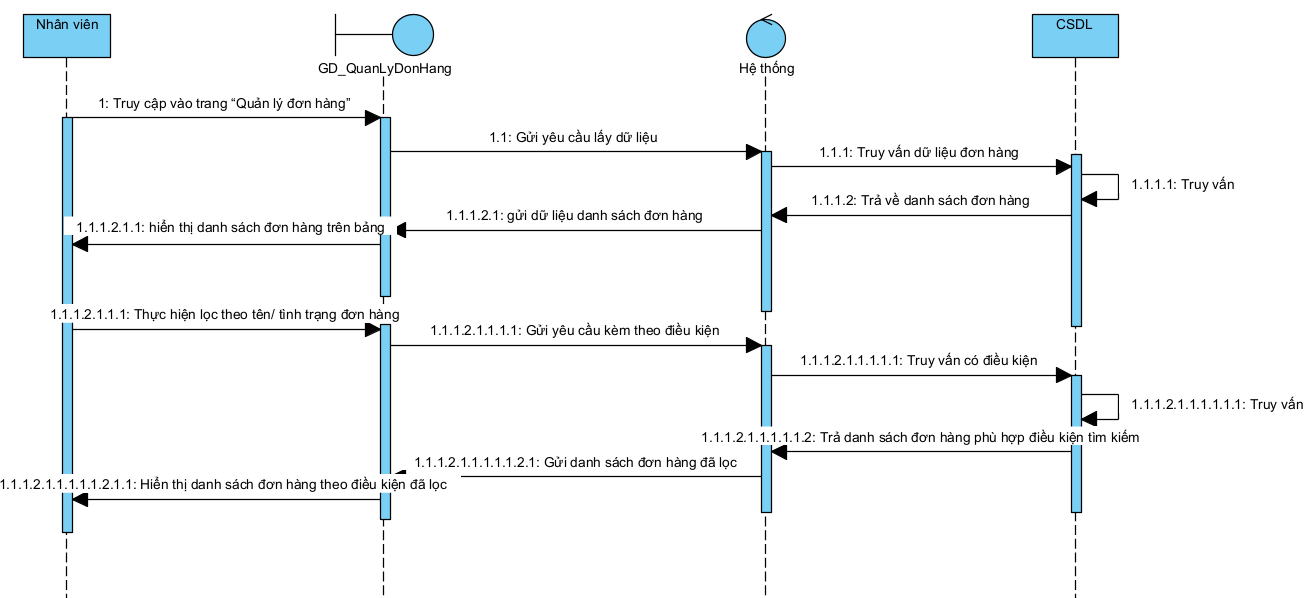 Nhân viên
GD_QuanLyDonHang
Hệ thống
CSDL
1: Truy cập vào trang “Quản lý đơn hàng”
1.1: Gửi yêu cầu lấy dữ liệu
1.1.1: Truy vấn dữ liệu đơn hàng
1.1.1.1: Truy vấn
1.1.1.2: Trả về danh sách đơn hàng
1.1.1.2.1: gửi dữ liệu danh sách đơn hàng
1.1.1.2.1.1: hiển thị danh sách đơn hàng trên bảng
1.1.1.2.1.1.1: Thực hiện lọc theo tên/ tình trạng đơn hàng
1.1.1.2.1.1.1.1: Gửi yêu cầu kèm theo điều kiện
1.1.1.2.1.1.1.1.1: Truy vấn có điều kiện
1.1.1.2.1.1.1.1.1.1: Truy vấn
1.1.1.2.1.1.1.1.1.2: Trả danh sách đơn hàng phù hợp điều kiện tìm kiếm
1.1.1.2.1.1.1.1.1.2.1: Gửi danh sách đơn hàng đã lọc
1.1.1.2.1.1.1.1.1.2.1.1: Hiển thị danh sách đơn hàng theo điều kiện đã lọc